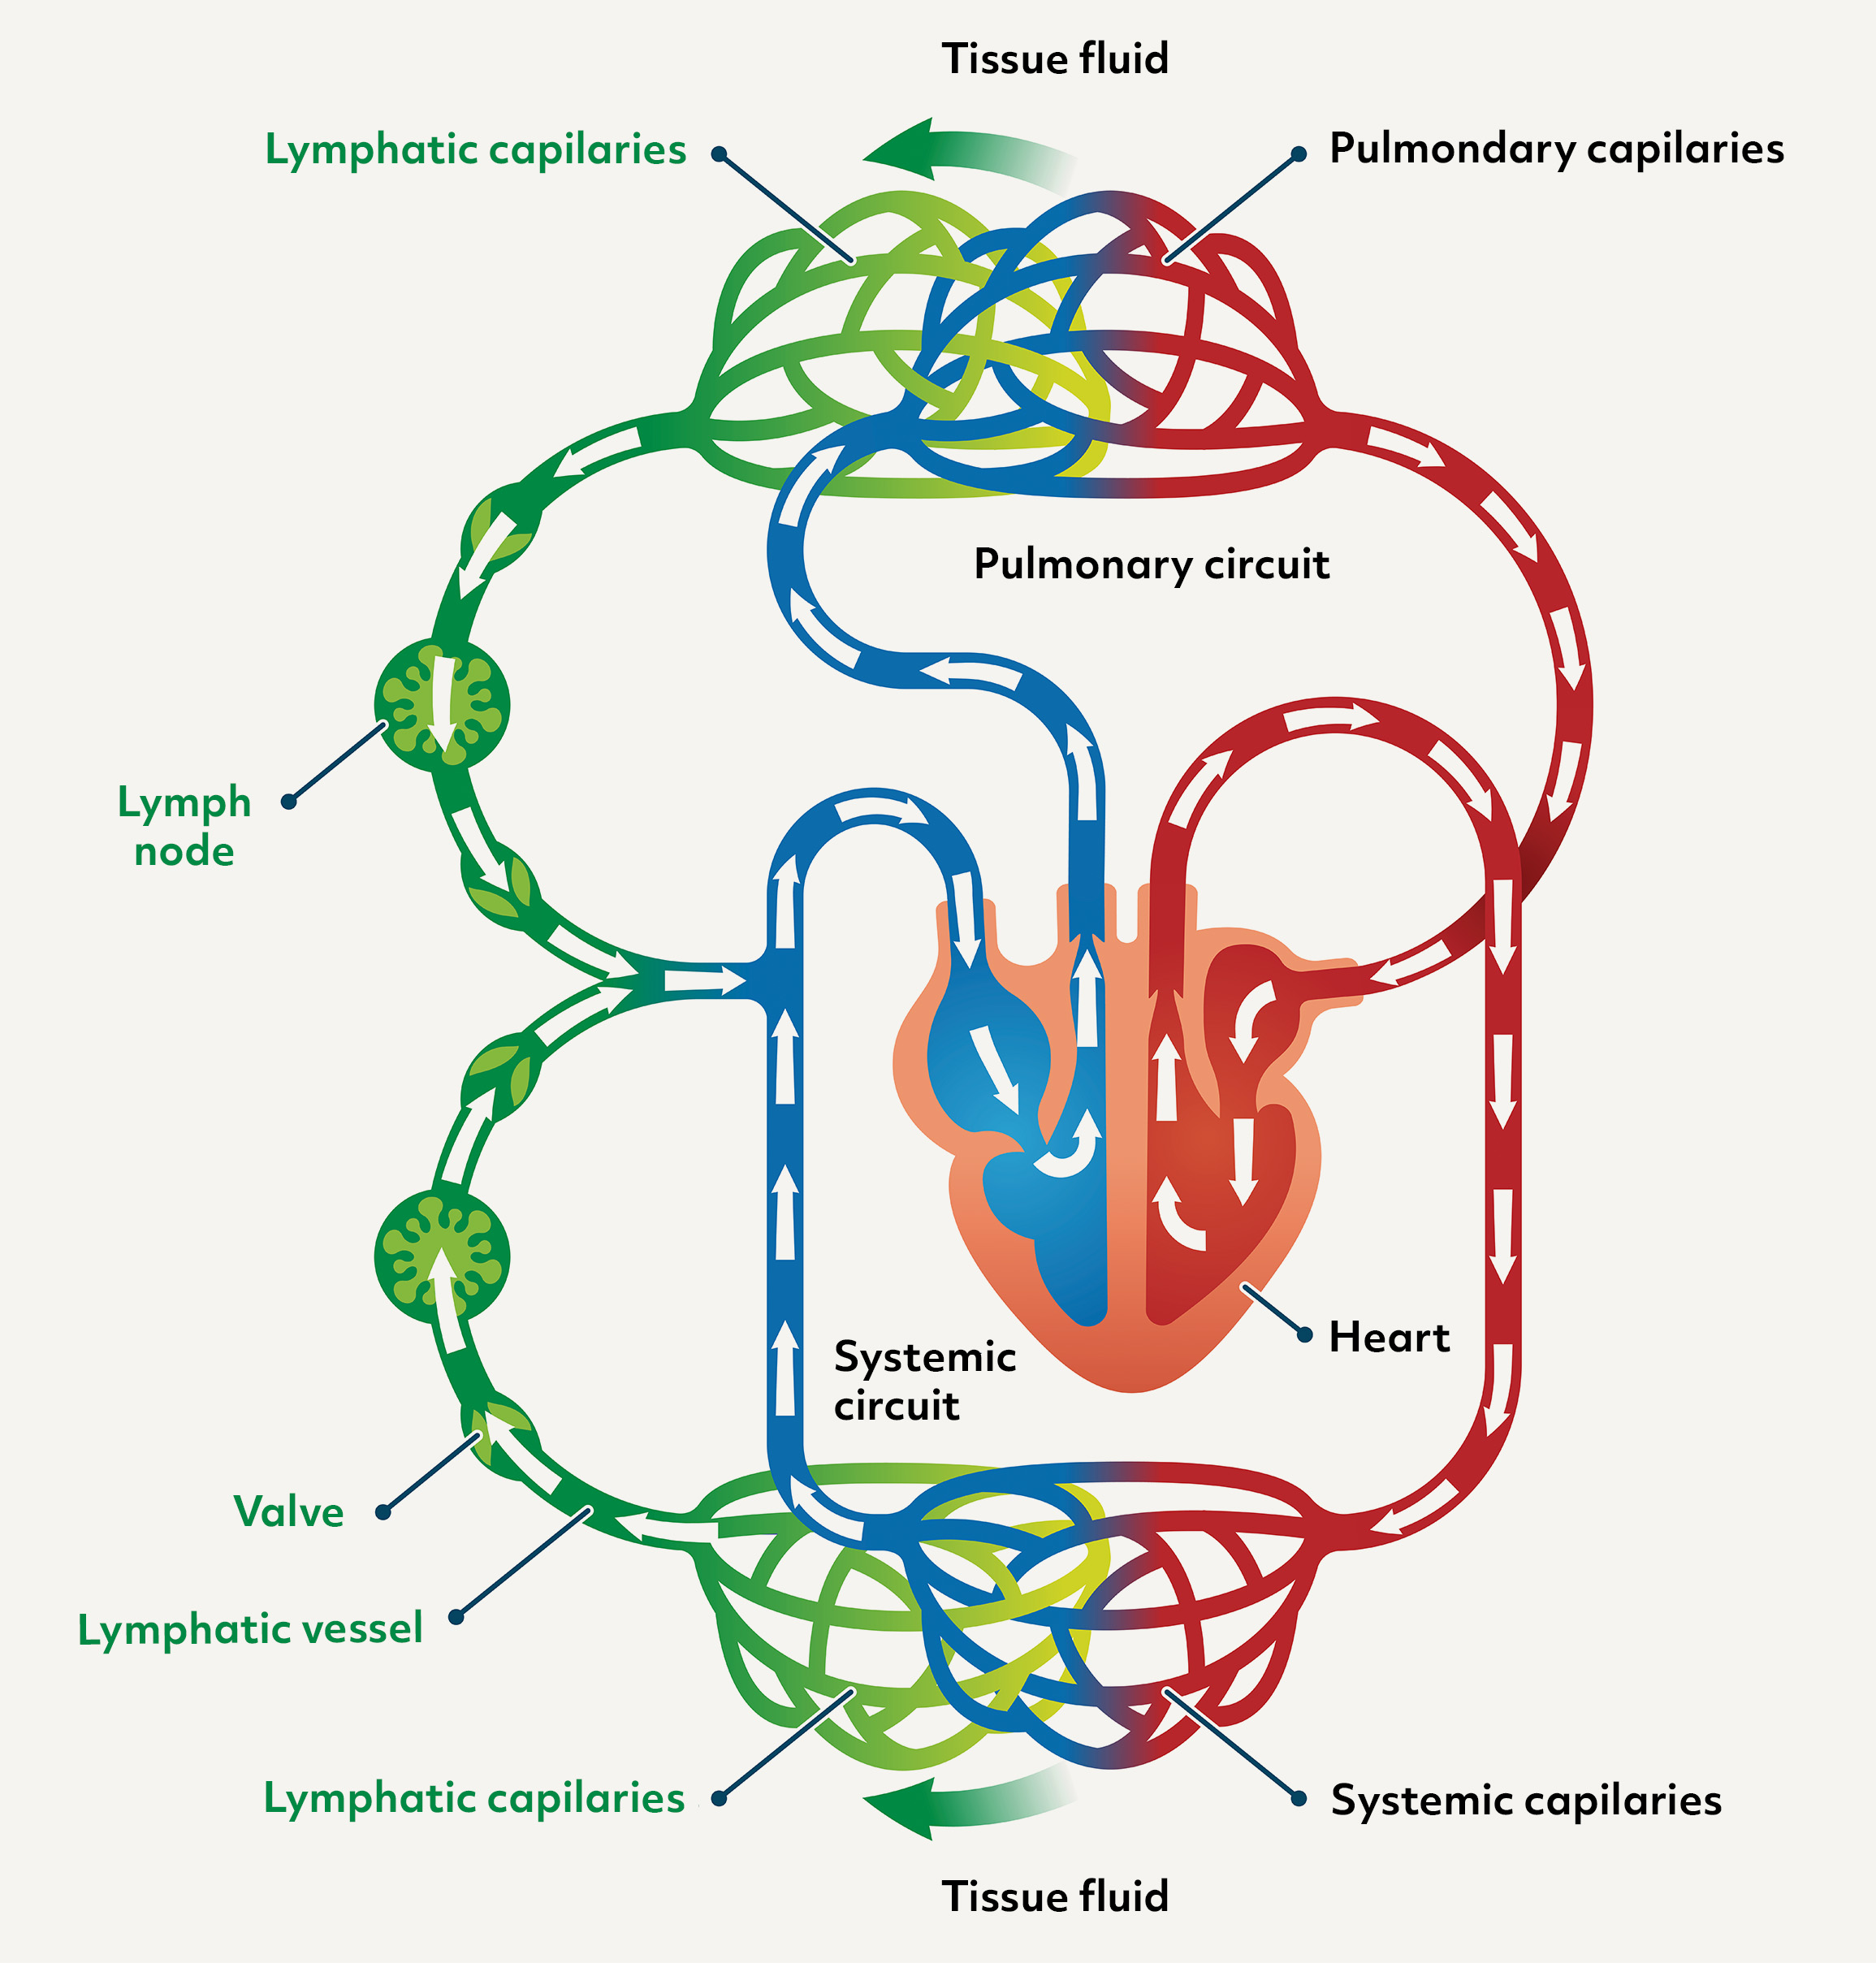 Tissue fluid
Lymphatic capilaries
Pulmondary capilaries
Pulmonary circuit
Lymph
node
Heart
Systemic
circuit
Valve
Lymphatic vessel
Lymphatic capilaries
Systemic capilaries
Tissue fluid